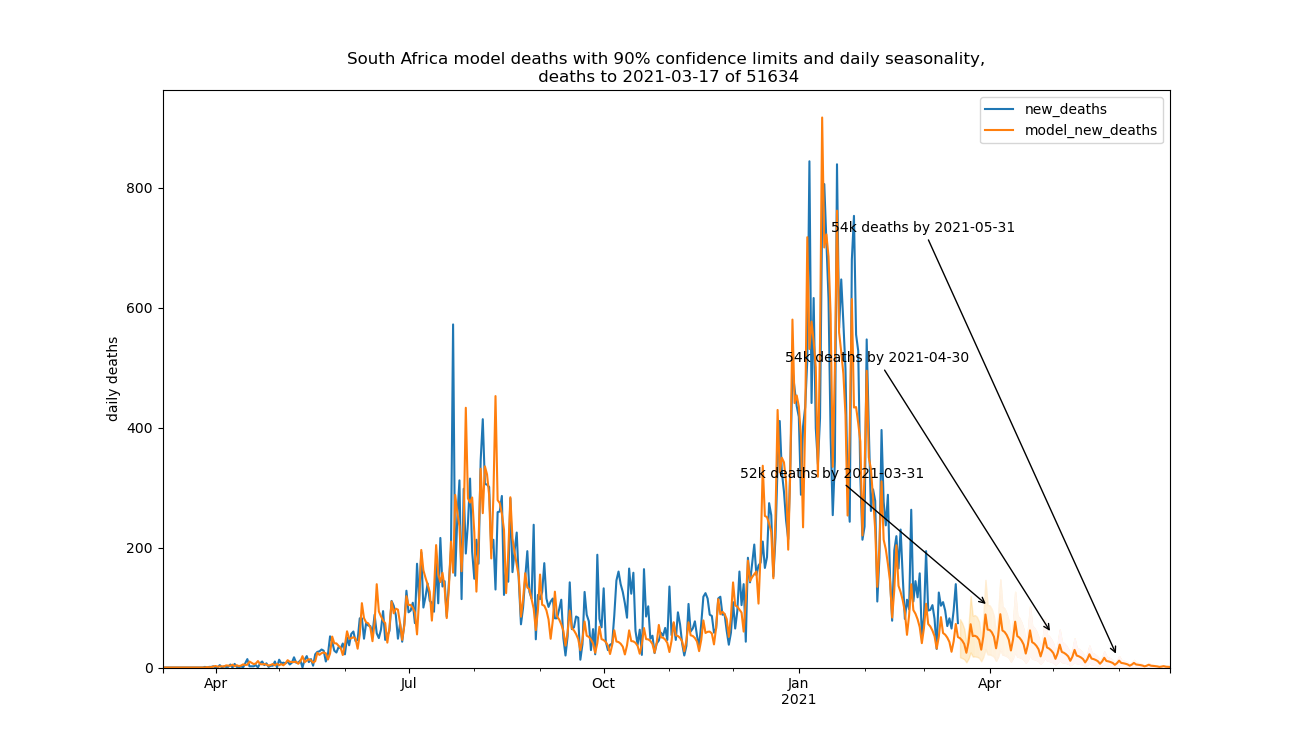 South Africa model deaths with 90% confidence limits and daily seasonality,
deaths to 2021-03-17 of 51634
new_deaths
model_new_deaths
daily deaths
800
600
400
200
0
54k deaths by 2021-05-31
54k deaths by 2021-04-30
52k deaths by 2021-03-31
Apr
Jul
Oct
Jan
2021
Apr